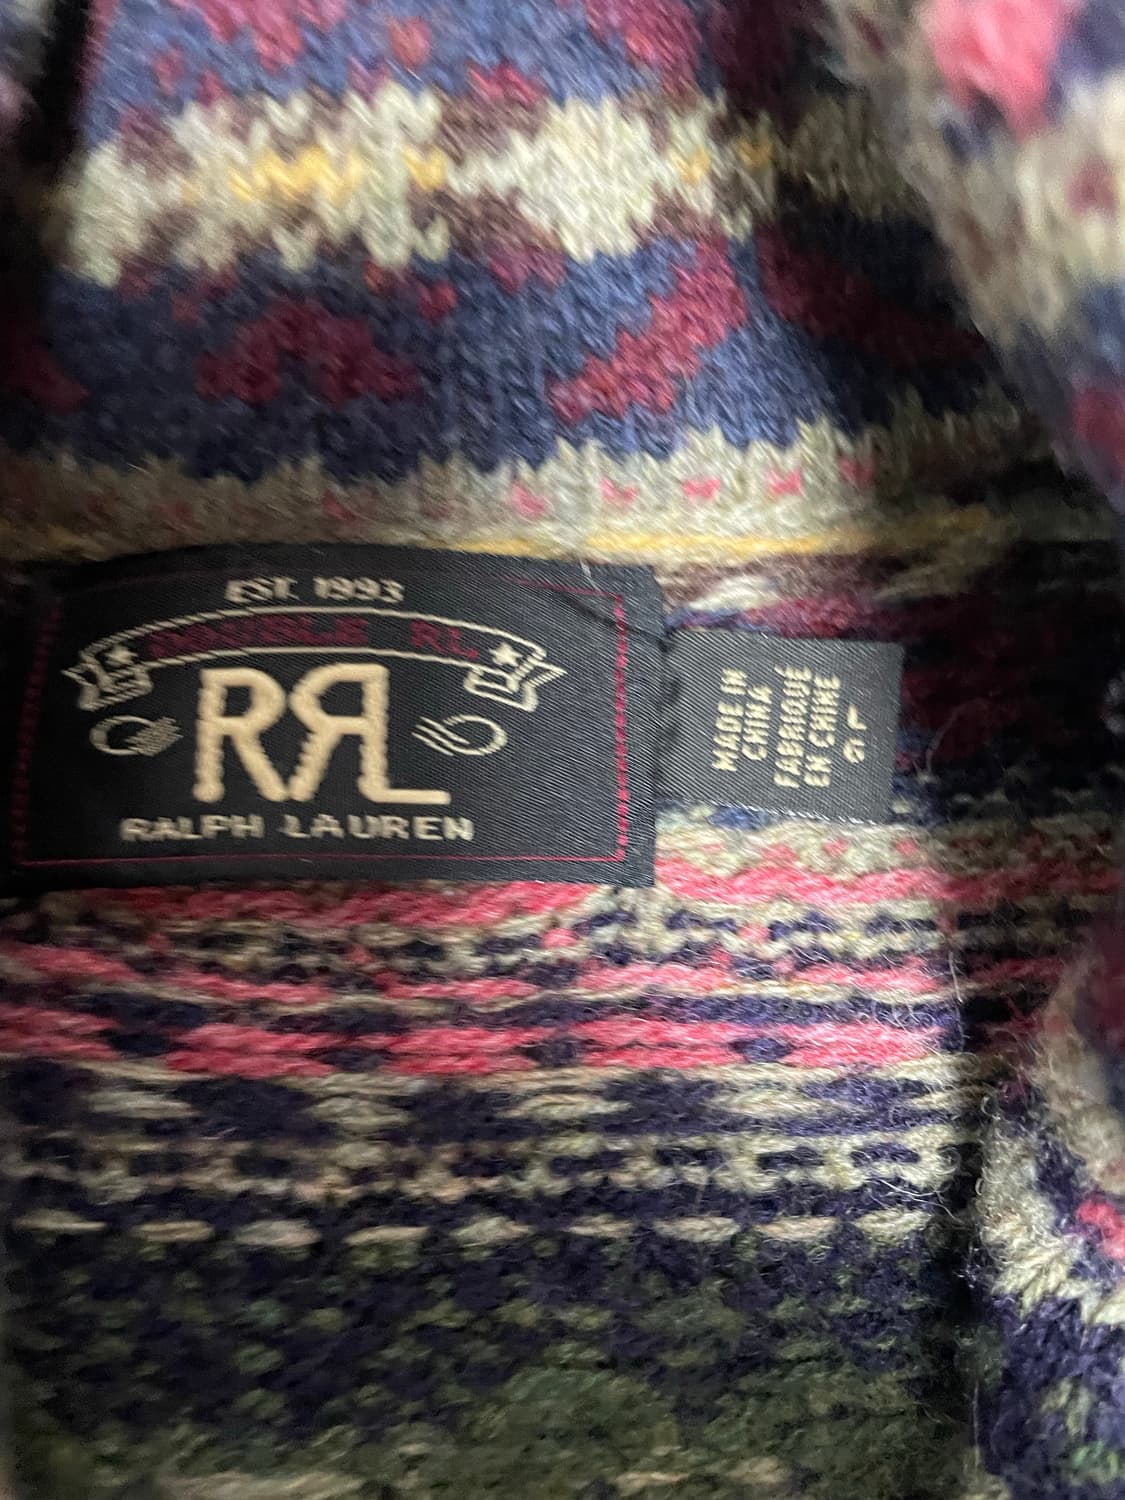 EST. 1993
DOUBLE RL
RRL
RALPH LAUREN
MADE IN
CHINA
FABRIQUÉ
EN CHINE
L
G